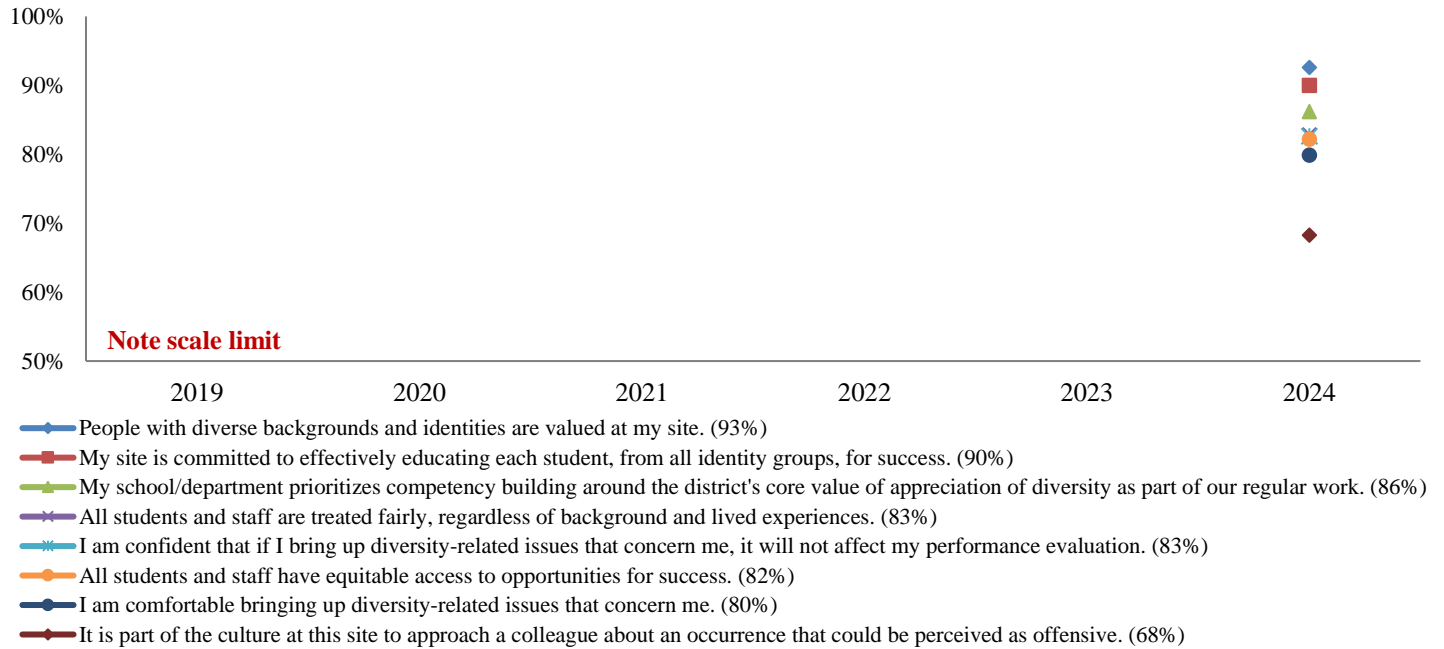 100%
90%
80%
70%
60%
50%
Note scale limit
2019 2020 2021 2022 2023 2024
People with diverse backgrounds and identities are valued at my site. (93%)
My site is committed to effectively educating each student, from all identity groups, for success. (90%)
My school/department prioritizes competency building around the district's core value of appreciation of diversity as part of our regular work. (86%)
All students and staff are treated fairly, regardless of background and lived experiences. (83%)
I am confident that if I bring up diversity-related issues that concern me, it will not affect my performance evaluation. (83%)
All students and staff have equitable access to opportunities for success. (82%)
I am comfortable bringing up diversity-related issues that concern me. (80%)
It is part of the culture at this site to approach a colleague about an occurrence that could be perceived as offensive. (68%)